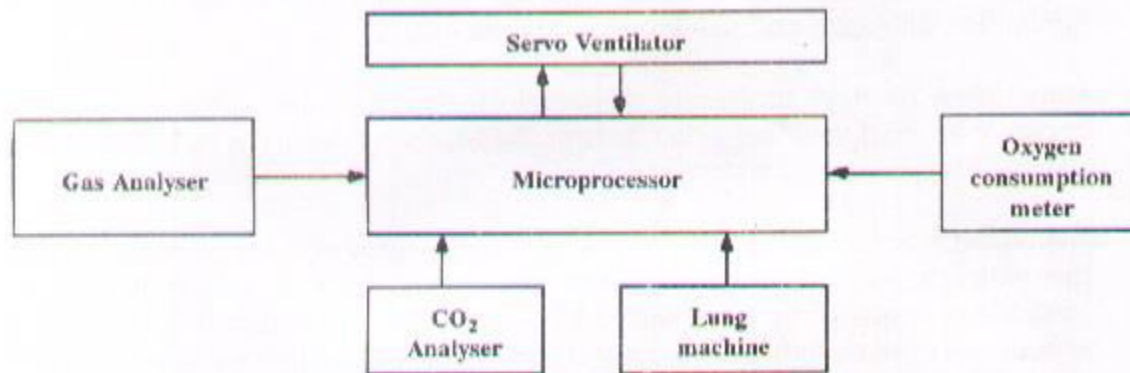 Servo Ventilator
Gas Analyser
Microprocessor
Oxygen
consumption
meter
CO₂
Analyser
Lung
machine